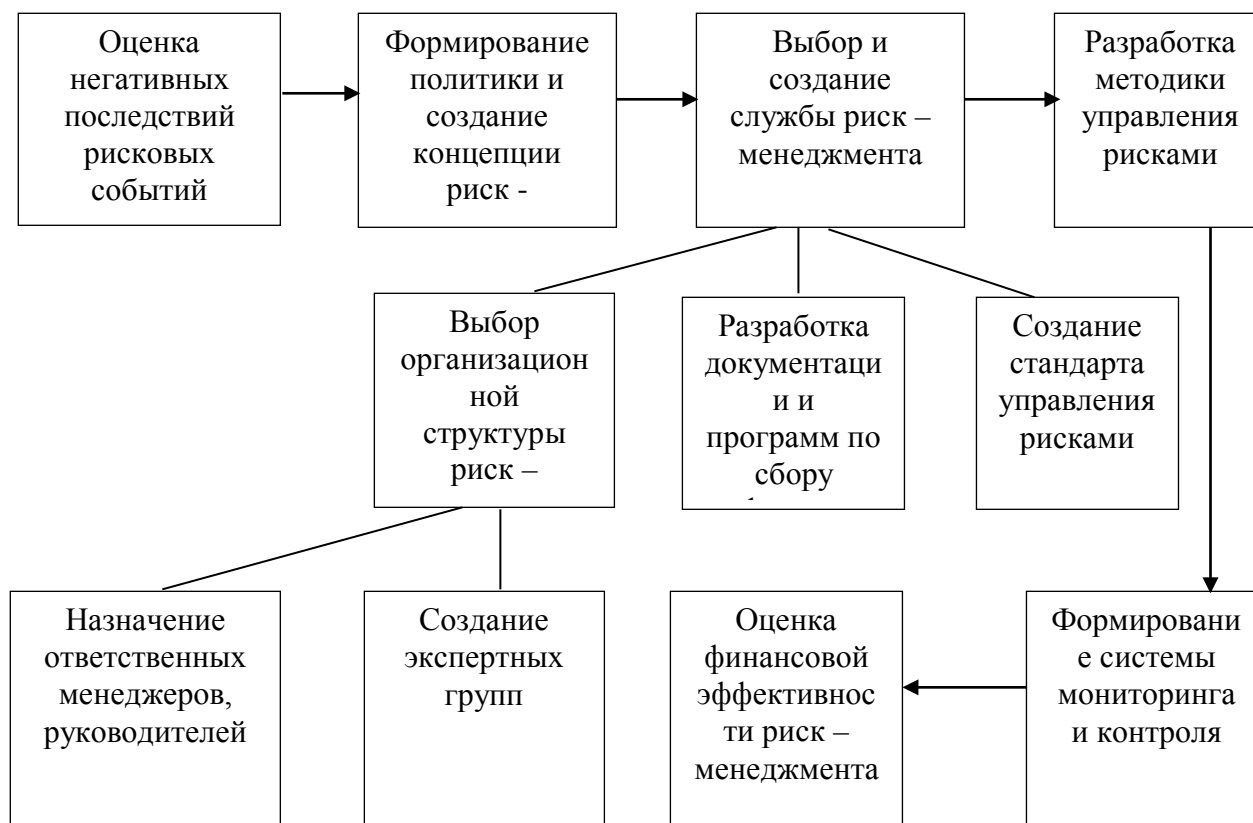 Оценка
негативных
последствий
рисковых
событий
Формирование
политики и
создание
концепции
риск -
Выбор и
создание
службы риск –
менеджмента
Разработка
методики
управления
рисками
Выбор
организацион
ной
структуры
риск –
Разработка
документаци
и и
программ по
сбору
Создание
стандарта
управления
рисками
Назначение
ответственных
менеджеров,
руководителей
Создание
экспертных
групп
Оценка
финансовой
эффективнос
ти риск –
менеджмента
Формировани
е системы
мониторинга
и контроля